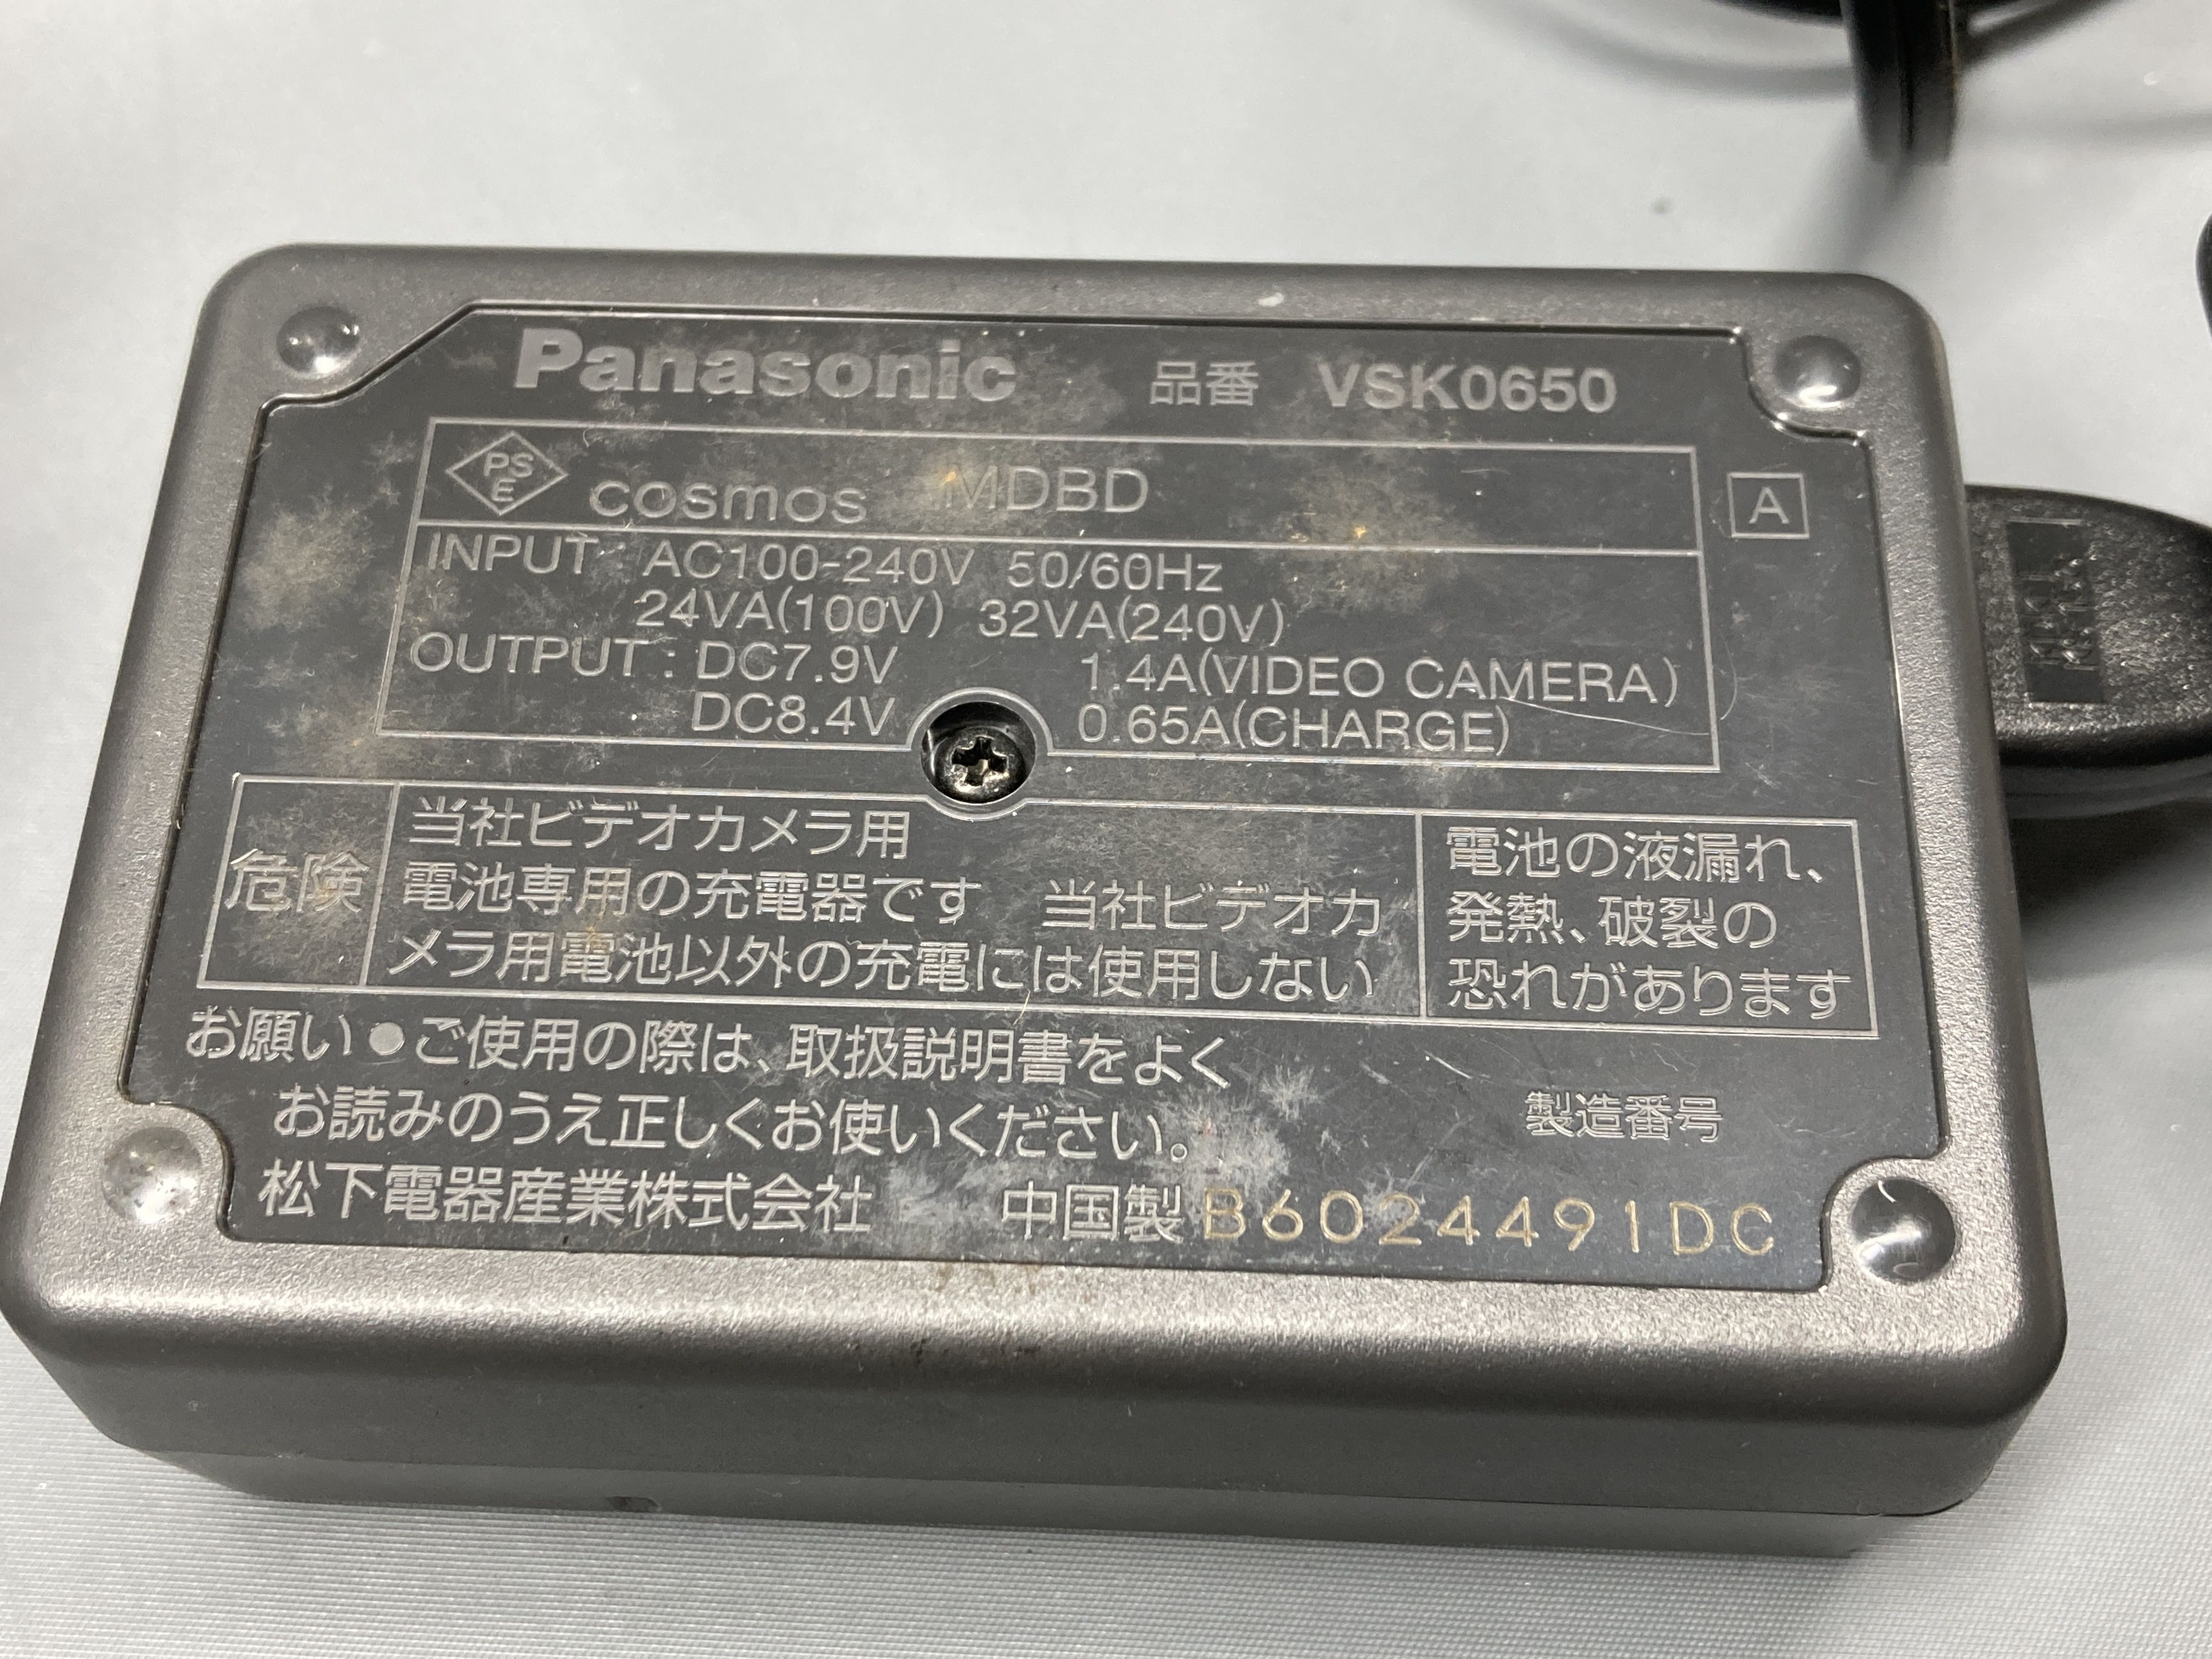 Panasonic 品番 VSK0650
PS
E
cosmos MDBD
A
INPUT : AC100-240V 50/60Hz
24VA(100V) 32VA(240V)
OUTPUT : DC7.9V 1.4A(VIDEO CAMERA)
DC8.4V 0.65A(CHARGE)
危険
当社ビデオカメラ用
電池専用の充電器です 当社ビデオカ
メラ用電池以外の充電には使用しない
電池の液漏れ、
発熱、破裂の
恐れがあります
お願い●ご使用の際は、取扱説明書をよく
お読みのうえ正しくお使いください。
製造番号
松下電器産業株式会社 中国製 B6024491DC